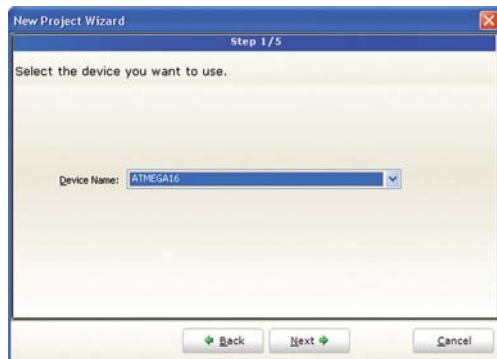 New Project Wizard
Step 1/5
Select the device you want to use.
Device Name: ATMEGA16
Back Next Cancel